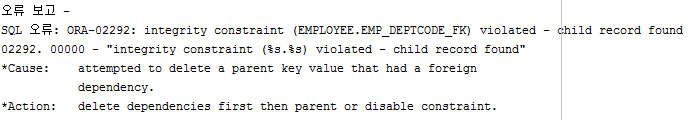 오류 보고 -
SQL 오류: ORA-02292: integrity constraint (EMPLOYEE.EMP_DEPTCODE_FK) violated - child record found
02292. 00000 - "integrity constraint (%s.%s) violated - child record found"
*Cause: attempted to delete a parent key value that had a foreign
dependency.
*Action: delete dependencies first then parent or disable constraint.